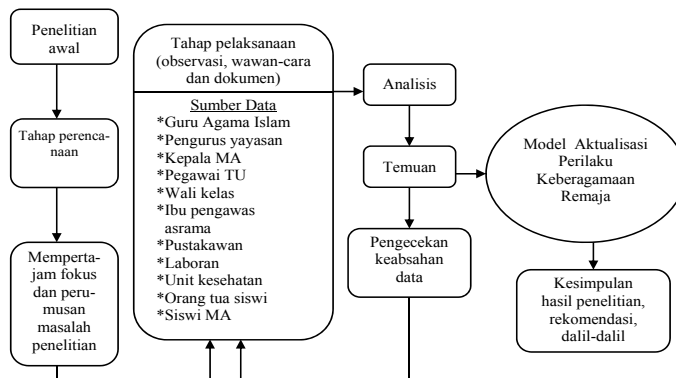 Penelitian
awal
Tahap perenca-
naan
Memperta-
jam fokus
dan peru-
musan
masalah
penelitian
Tahap pelaksanaan
(observasi, wawan-cara
dan dokumen)
Sumber Data
*Guru Agama Islam
*Pengurus yayasan
*Kepala MA
*Pegawai TU
*Wali kelas
*Ibu pengawas
asrama
*Pustakawan
*Laboran
*Unit kesehatan
*Orang tua siswi
*Siswi MA
Analisis
Temuan
Pengecekan
keabsahan
data
Model Aktualisasi
Perilaku
Keberagamaan
Remaja
Kesimpulan
hasil penelitian,
rekomendasi,
dalil-dalil